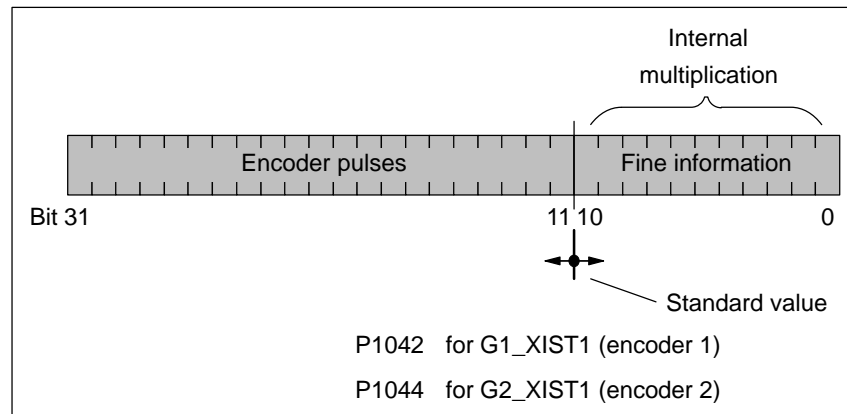 Internal
multiplication
Encoder pulses Fine information
Bit 31 11 10 0
Standard value
P1042 for G1_XIST1 (encoder 1)
P1044 for G2_XIST1 (encoder 2)